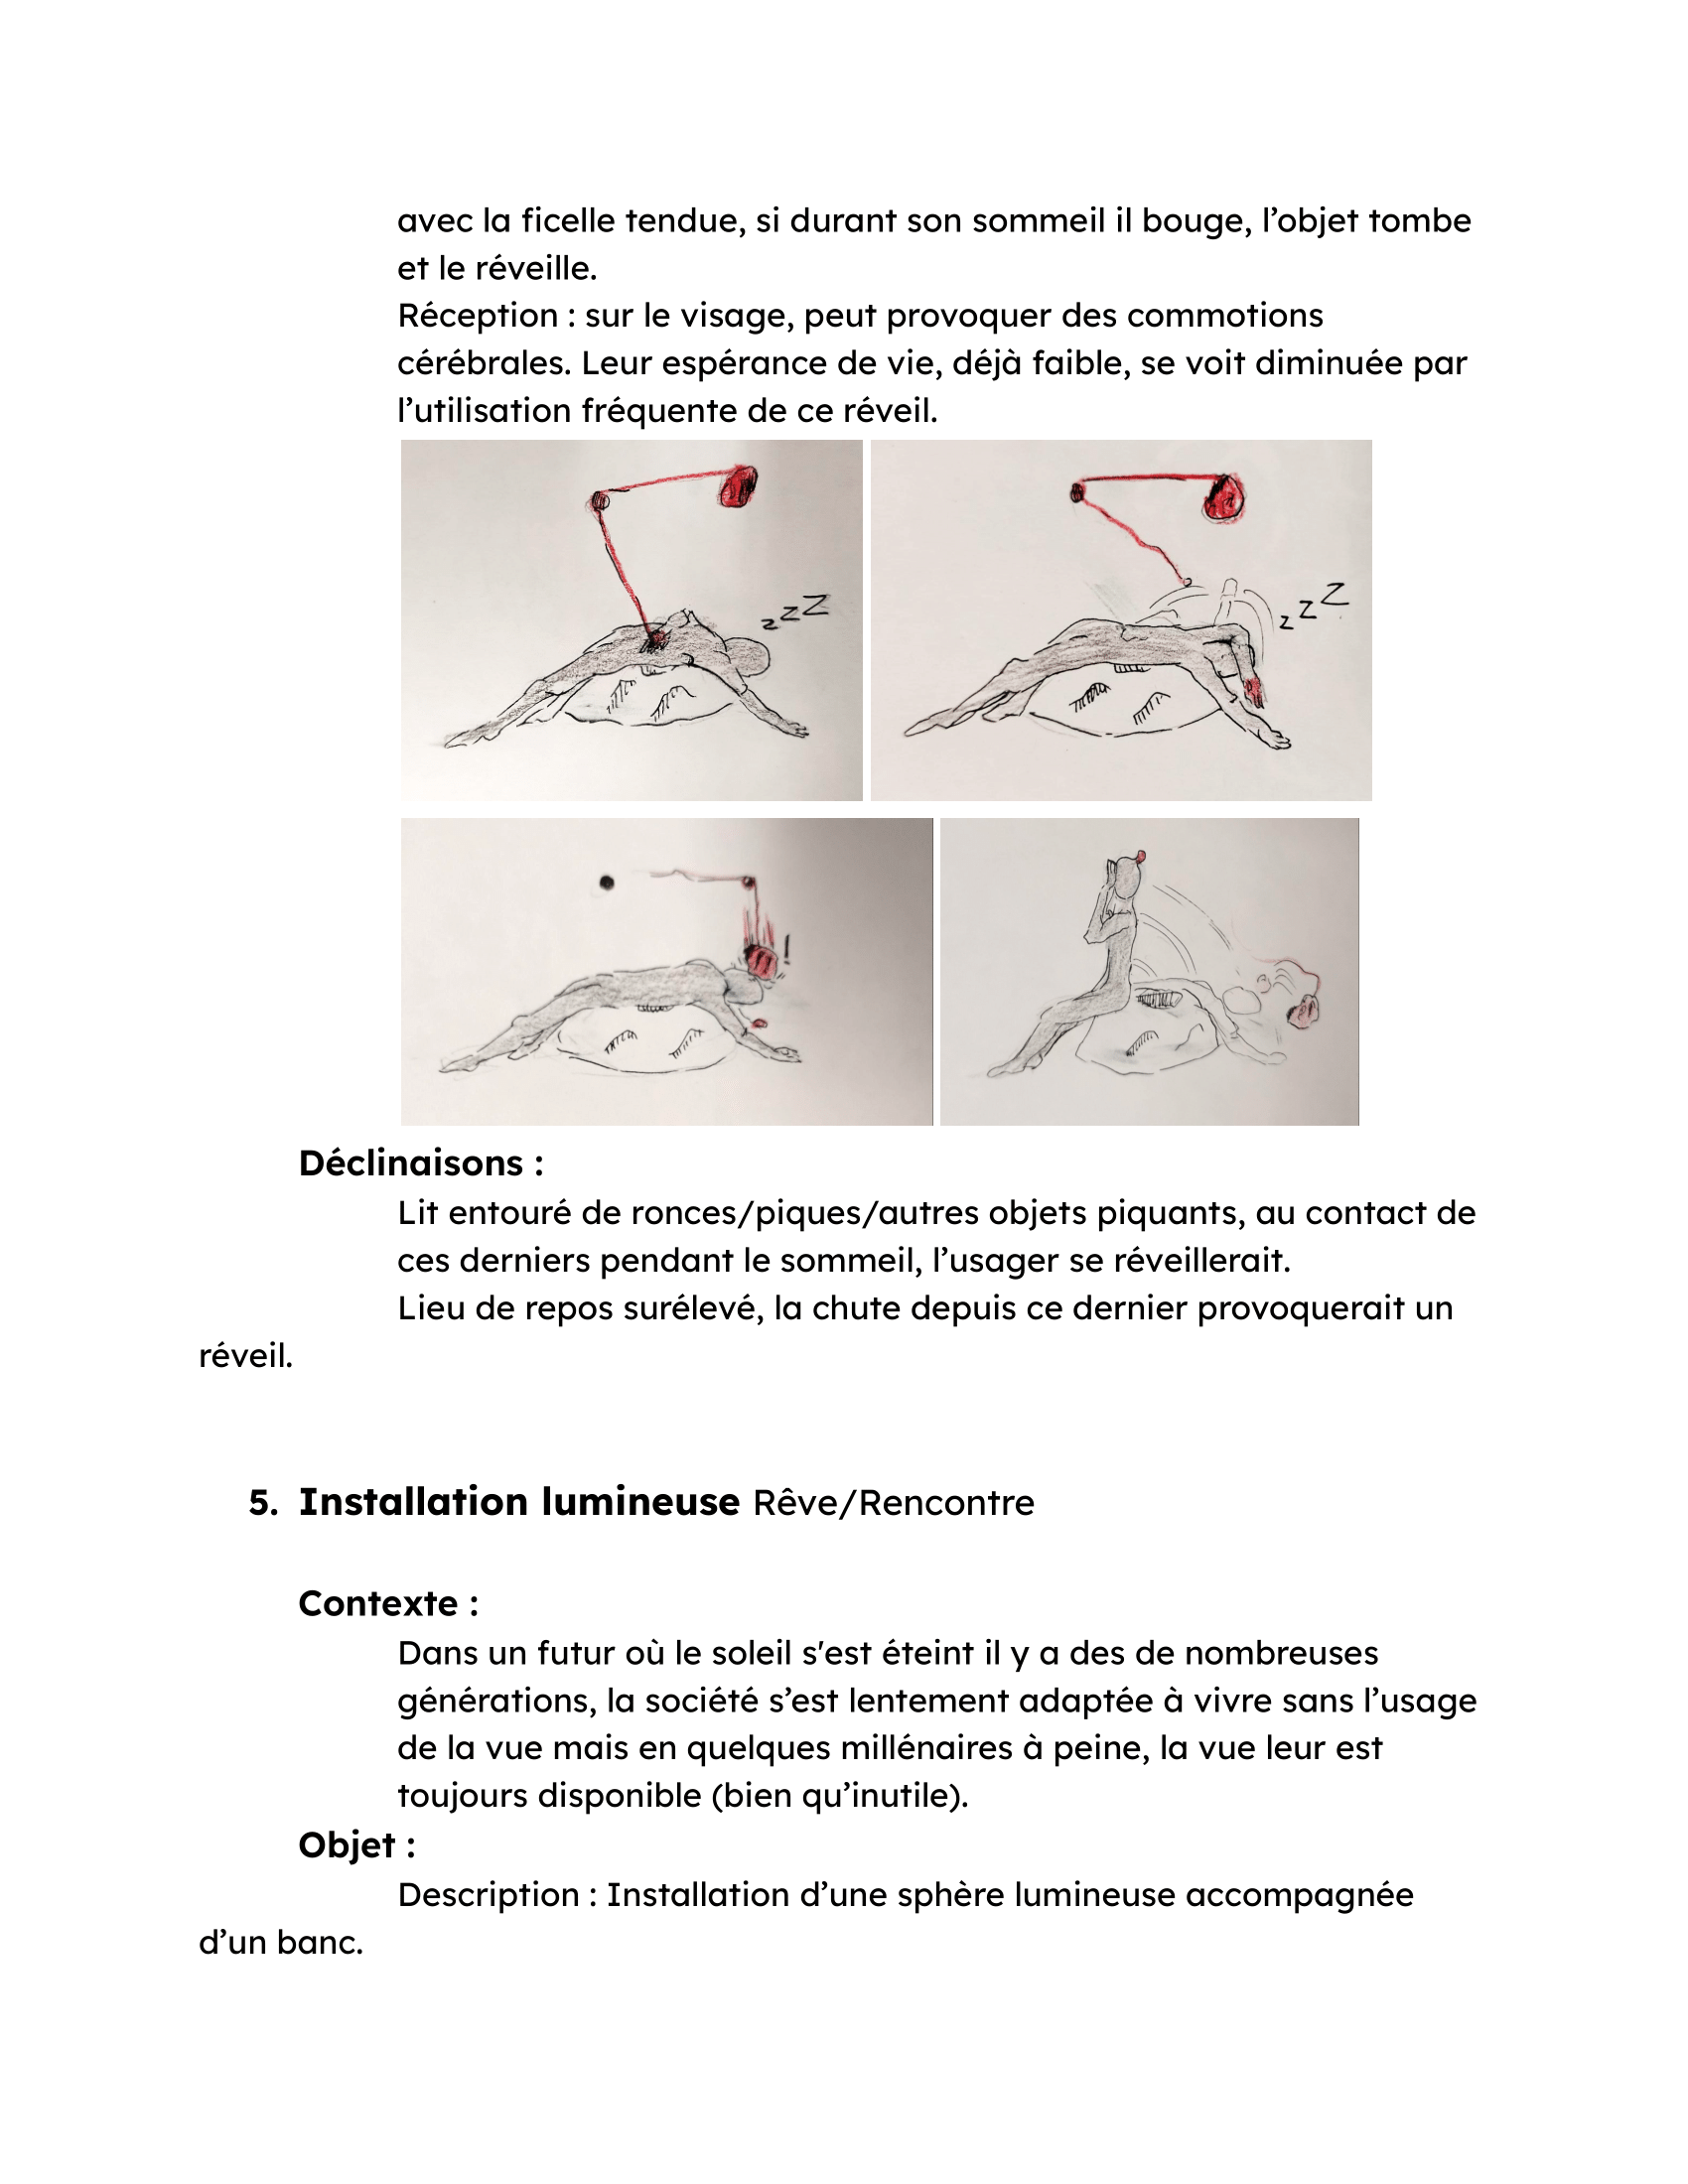 avec la ficelle tendue, si durant son sommeil il bouge, l’objet tombe
et le réveille.
Réception : sur le visage, peut provoquer des commotions
cérébrales. Leur espérance de vie, déjà faible, se voit diminuée par
l’utilisation fréquente de ce réveil.
z z Z
z z Z
!
Déclinaisons :
Lit entouré de ronces/piques/autres objets piquants, au contact de
ces derniers pendant le sommeil, l’usager se réveillerait.
Lieu de repos surélevé, la chute depuis ce dernier provoquerait un
réveil.
5. Installation lumineuse Rêve/Rencontre
Contexte :
Dans un futur où le soleil s'est éteint il y a des de nombreuses
générations, la société s’est lentement adaptée à vivre sans l’usage
de la vue mais en quelques millénaires à peine, la vue leur est
toujours disponible (bien qu’inutile).
Objet :
Description : Installation d’une sphère lumineuse accompagnée
d’un banc.